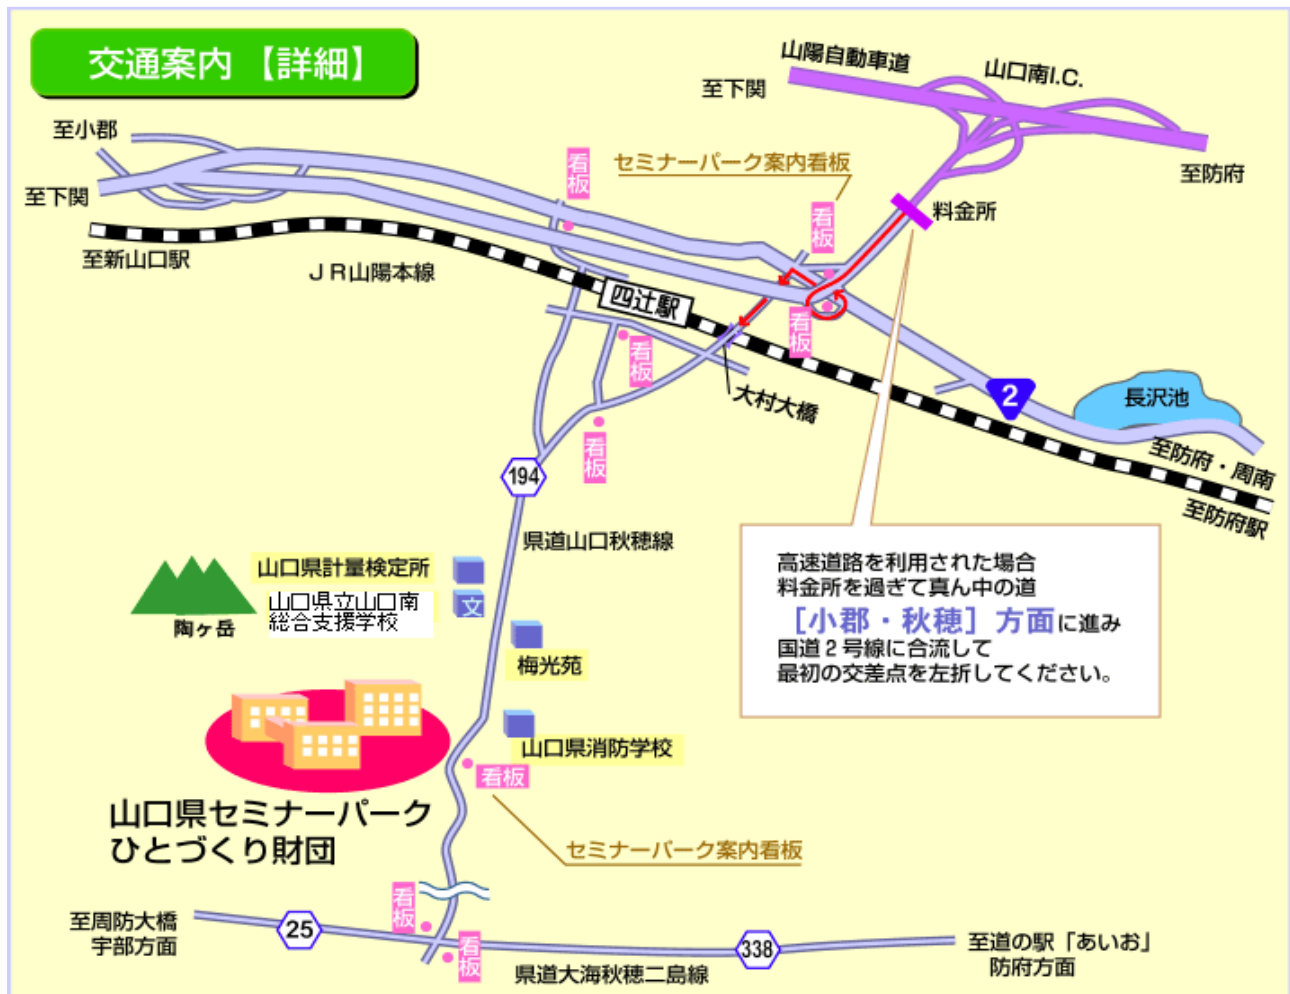 交通案内【詳細】
山陽自動車道
山口南I.C.
至下関
至小郡
看板
セミナーパーク案内看板
至防府
至下関
看板
料金所
至新山口駅
JR山陽本線
四辻駅
看板
看板
大村大橋
2
長沢池
看板
至防府・周南
194
至防府駅
県道山口秋穂線
高速道路を利用された場合
料金所を過ぎて真ん中の道
[小郡・秋穂]方面に進み
国道2号線に合流して
最初の交差点を左折してください。
山口県計量検定所
山口県立山口南
総合支援学校
文
陶ヶ岳
梅光苑
山口県消防学校
看板
山口県セミナーパーク
ひとづくり財団
セミナーパーク案内看板
看板
至周防大橋
宇部方面
25
看板
338
至道の駅「あいお」
防府方面
県道大海秋穂二島線